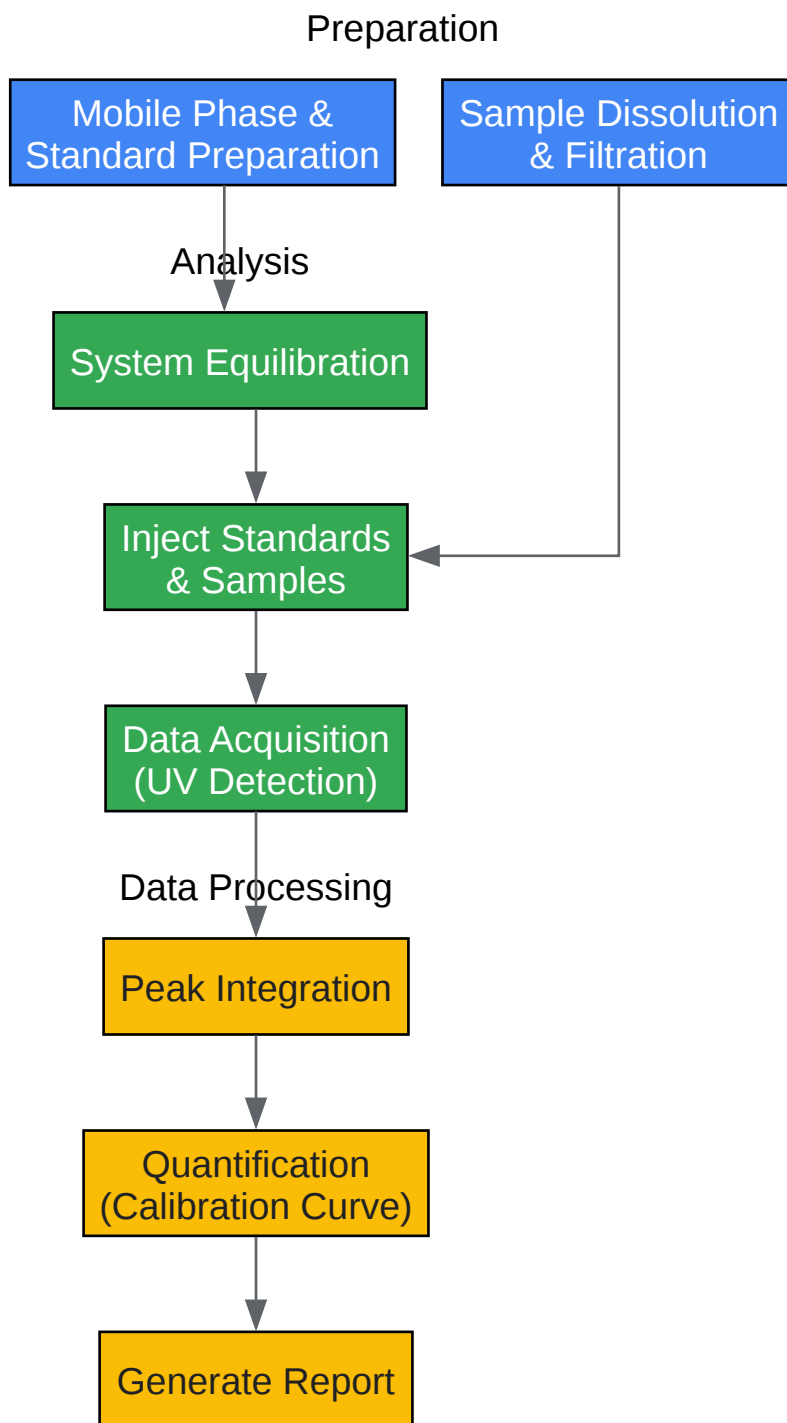 Preparation
Mobile Phase &
Standard Preparation
Sample Dissolution
& Filtration
Analysis
System Equilibration
Inject Standards
& Samples
Data Acquisition
(UV Detection)
Data Processing
Peak Integration
Quantification
(Calibration Curve)
Generate Report